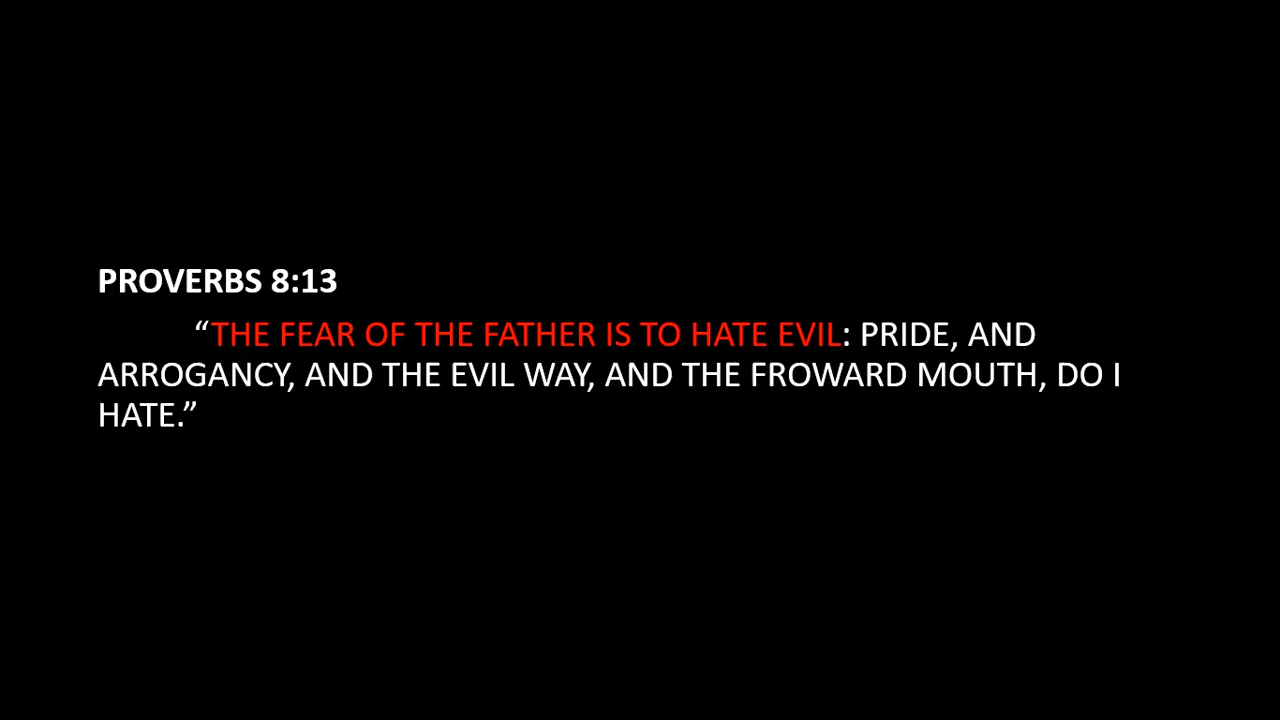 PROVERBS 8:13
“THE FEAR OF THE FATHER IS TO HATE EVIL: PRIDE, AND
ARROGANCY, AND THE EVIL WAY, AND THE FROWARD MOUTH, DO I
HATE.”